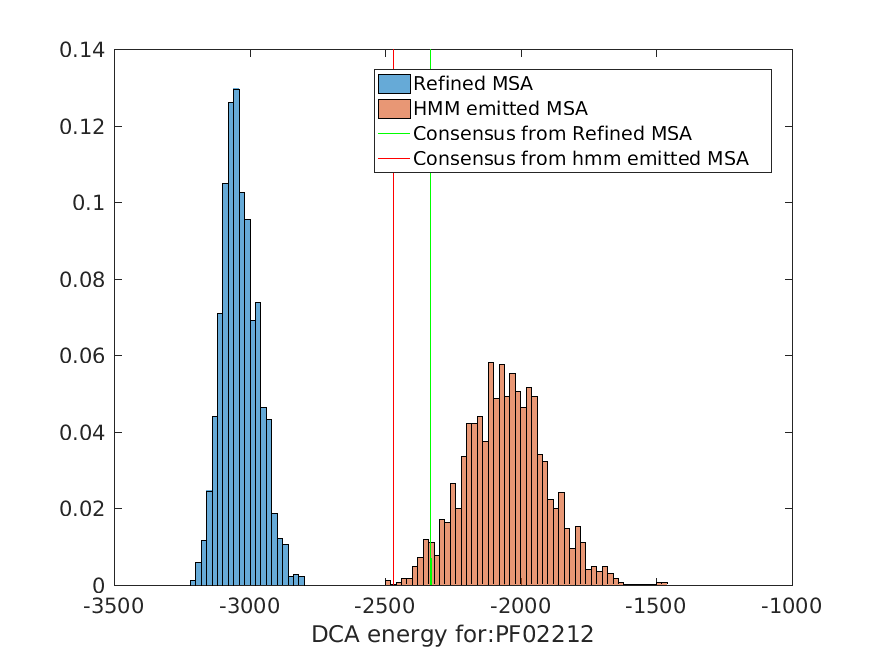 0.14
0.12
0.1
0.08
0.06
0.04
0.02
0
Refined MSA
HMM emitted MSA
Consensus from Refined MSA
Consensus from hmm emitted MSA
-3500 -3000 -2500 -2000 -1500 -1000
DCA energy for:PF02212